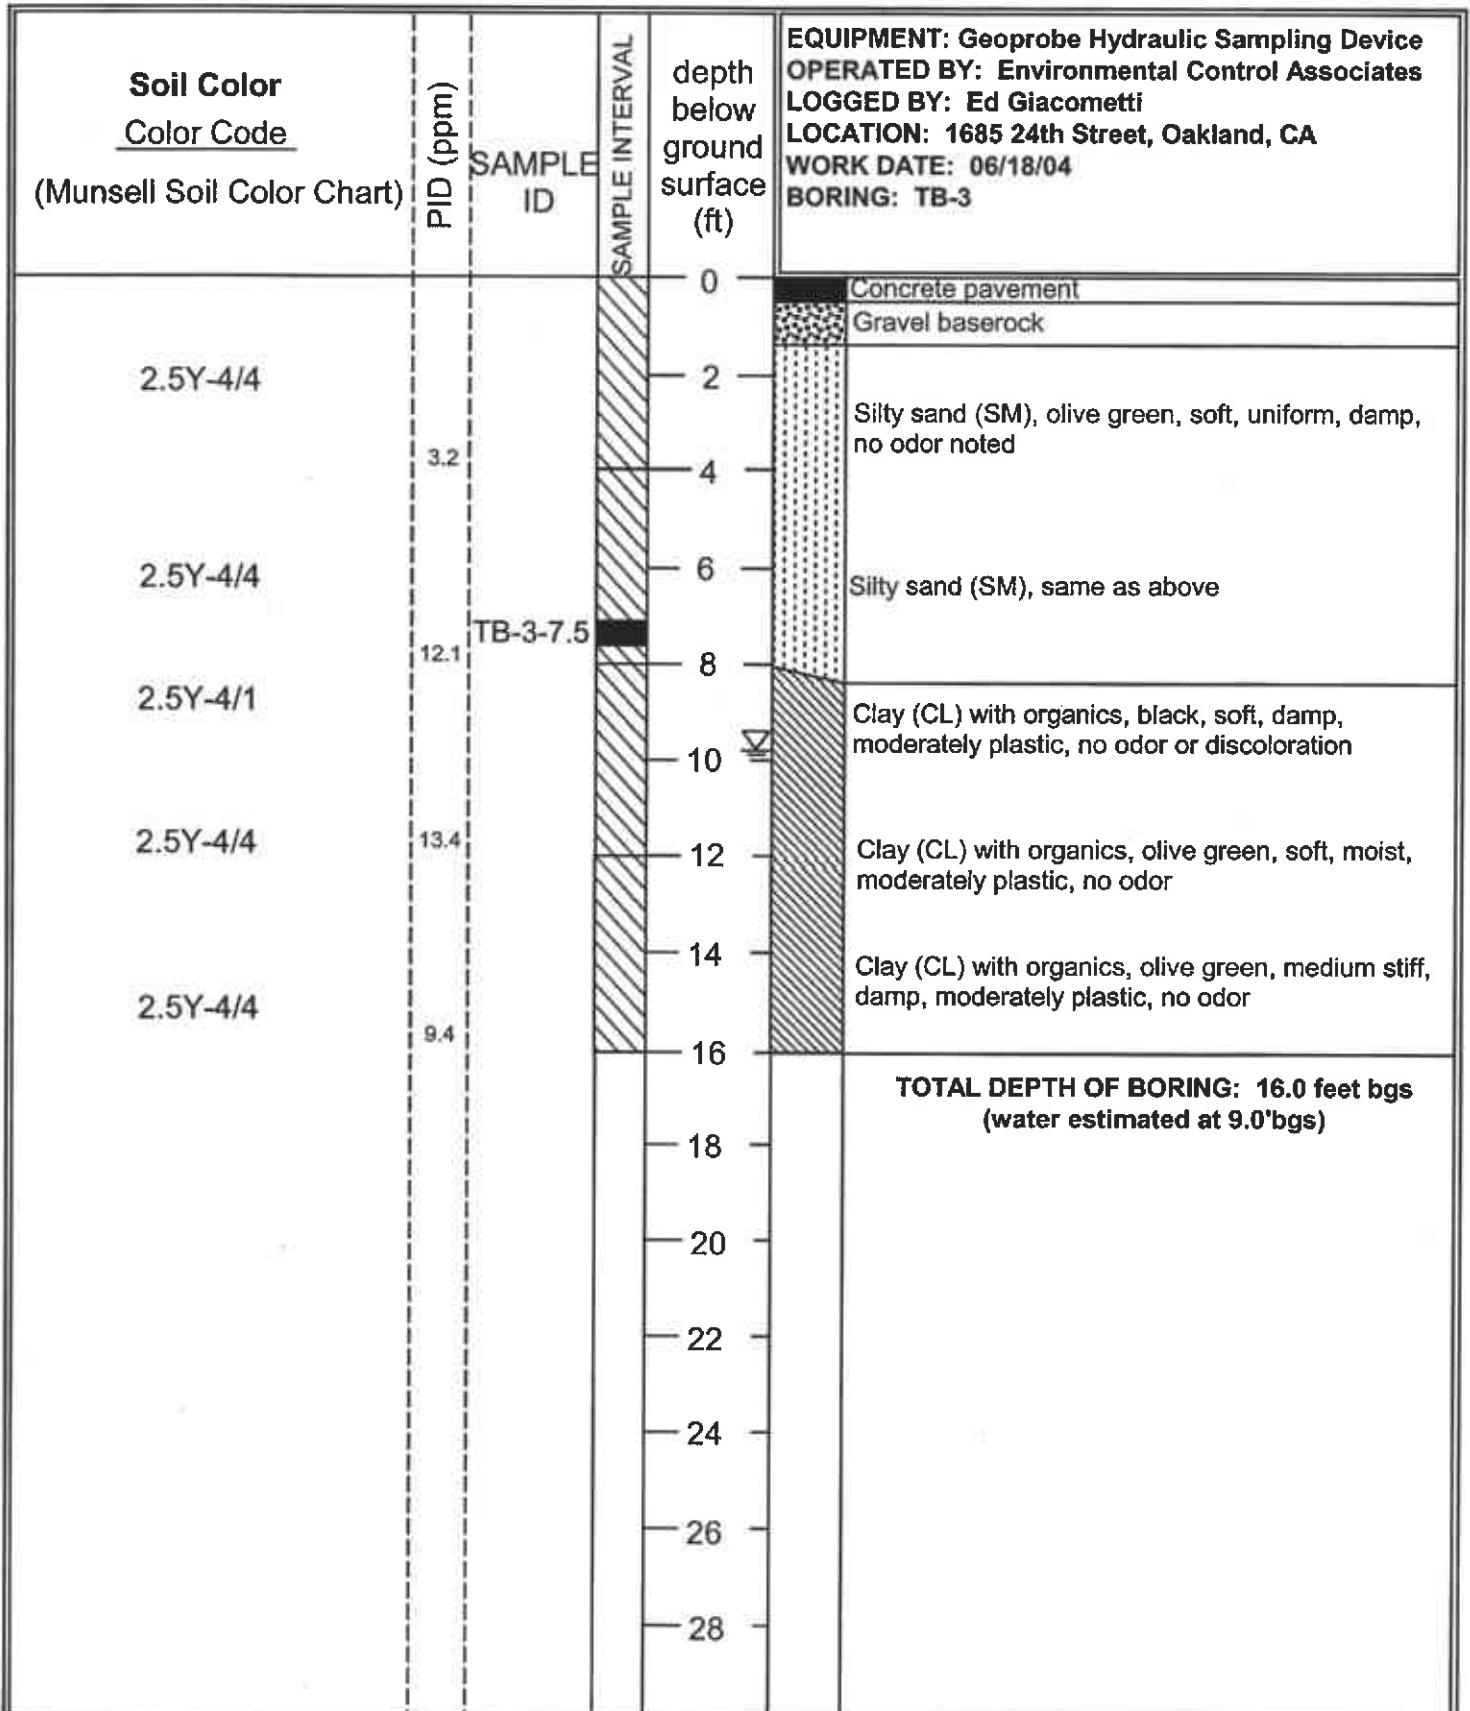 Soil Color
Color Code
(Munsell Soil Color Chart)
PID (ppm)
SAMPLE
ID
SAMPLE INTERVAL
depth
below
ground
surface
(ft)
EQUIPMENT: Geoprobe Hydraulic Sampling Device
OPERATED BY: Environmental Control Associates
LOGGED BY: Ed Giacometti
LOCATION: 1685 24th Street, Oakland, CA
WORK DATE: 06/18/04
BORING: TB-3
0
Concrete pavement
Gravel baserock
2.5Y-4/4
2
Silty sand (SM), olive green, soft, uniform, damp,
no odor noted
3.2
4
2.5Y-4/4
6
Silty sand (SM), same as above
TB-3-7.5
12.1
8
2.5Y-4/1
Clay (CL) with organics, black, soft, damp,
moderately plastic, no odor or discoloration
10
2.5Y-4/4
13.4
12
Clay (CL) with organics, olive green, soft, moist,
moderately plastic, no odor
14
Clay (CL) with organics, olive green, medium stiff,
damp, moderately plastic, no odor
2.5Y-4/4
9.4
16
TOTAL DEPTH OF BORING: 16.0 feet bgs
(water estimated at 9.0'bgs)
18
20
22
24
26
28